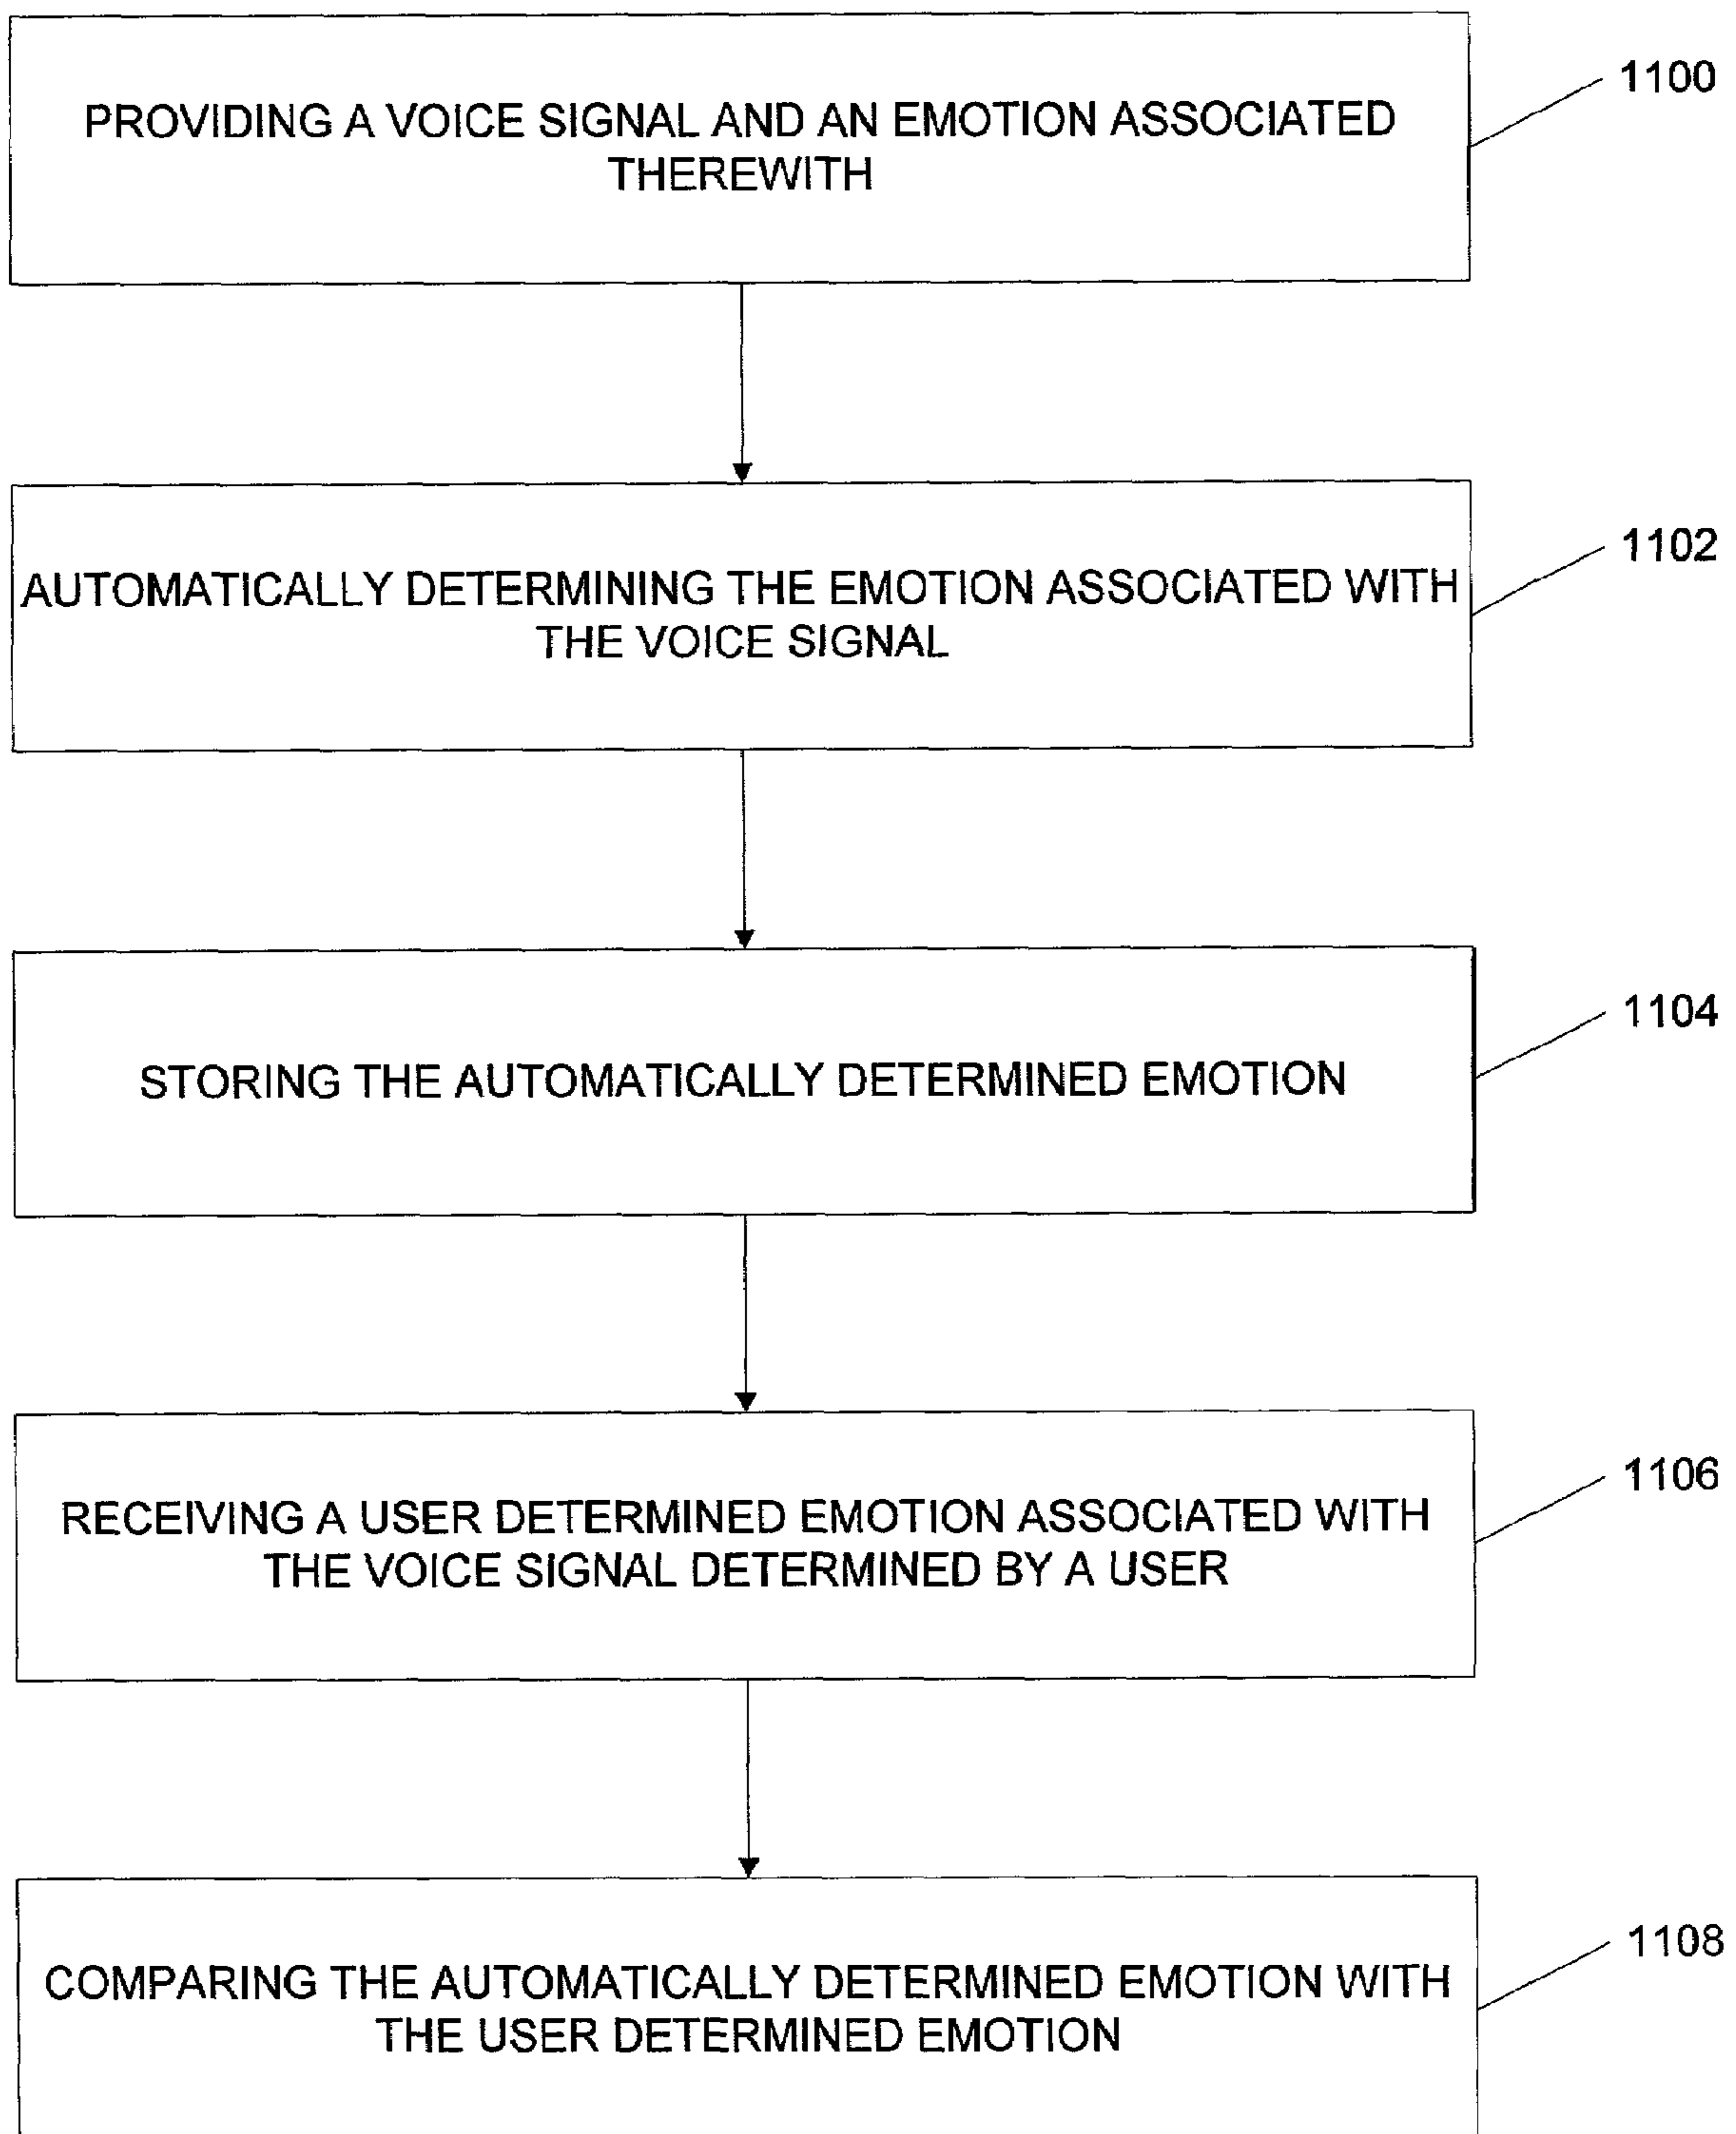 PROVIDING A VOICE SIGNAL AND AN EMOTION ASSOCIATED
THEREWITH
1100
AUTOMATICALLY DETERMINING THE EMOTION ASSOCIATED WITH
THE VOICE SIGNAL
1102
STORING THE AUTOMATICALLY DETERMINED EMOTION
1104
RECEIVING A USER DETERMINED EMOTION ASSOCIATED WITH
THE VOICE SIGNAL DETERMINED BY A USER
1106
COMPARING THE AUTOMATICALLY DETERMINED EMOTION WITH
THE USER DETERMINED EMOTION
1108